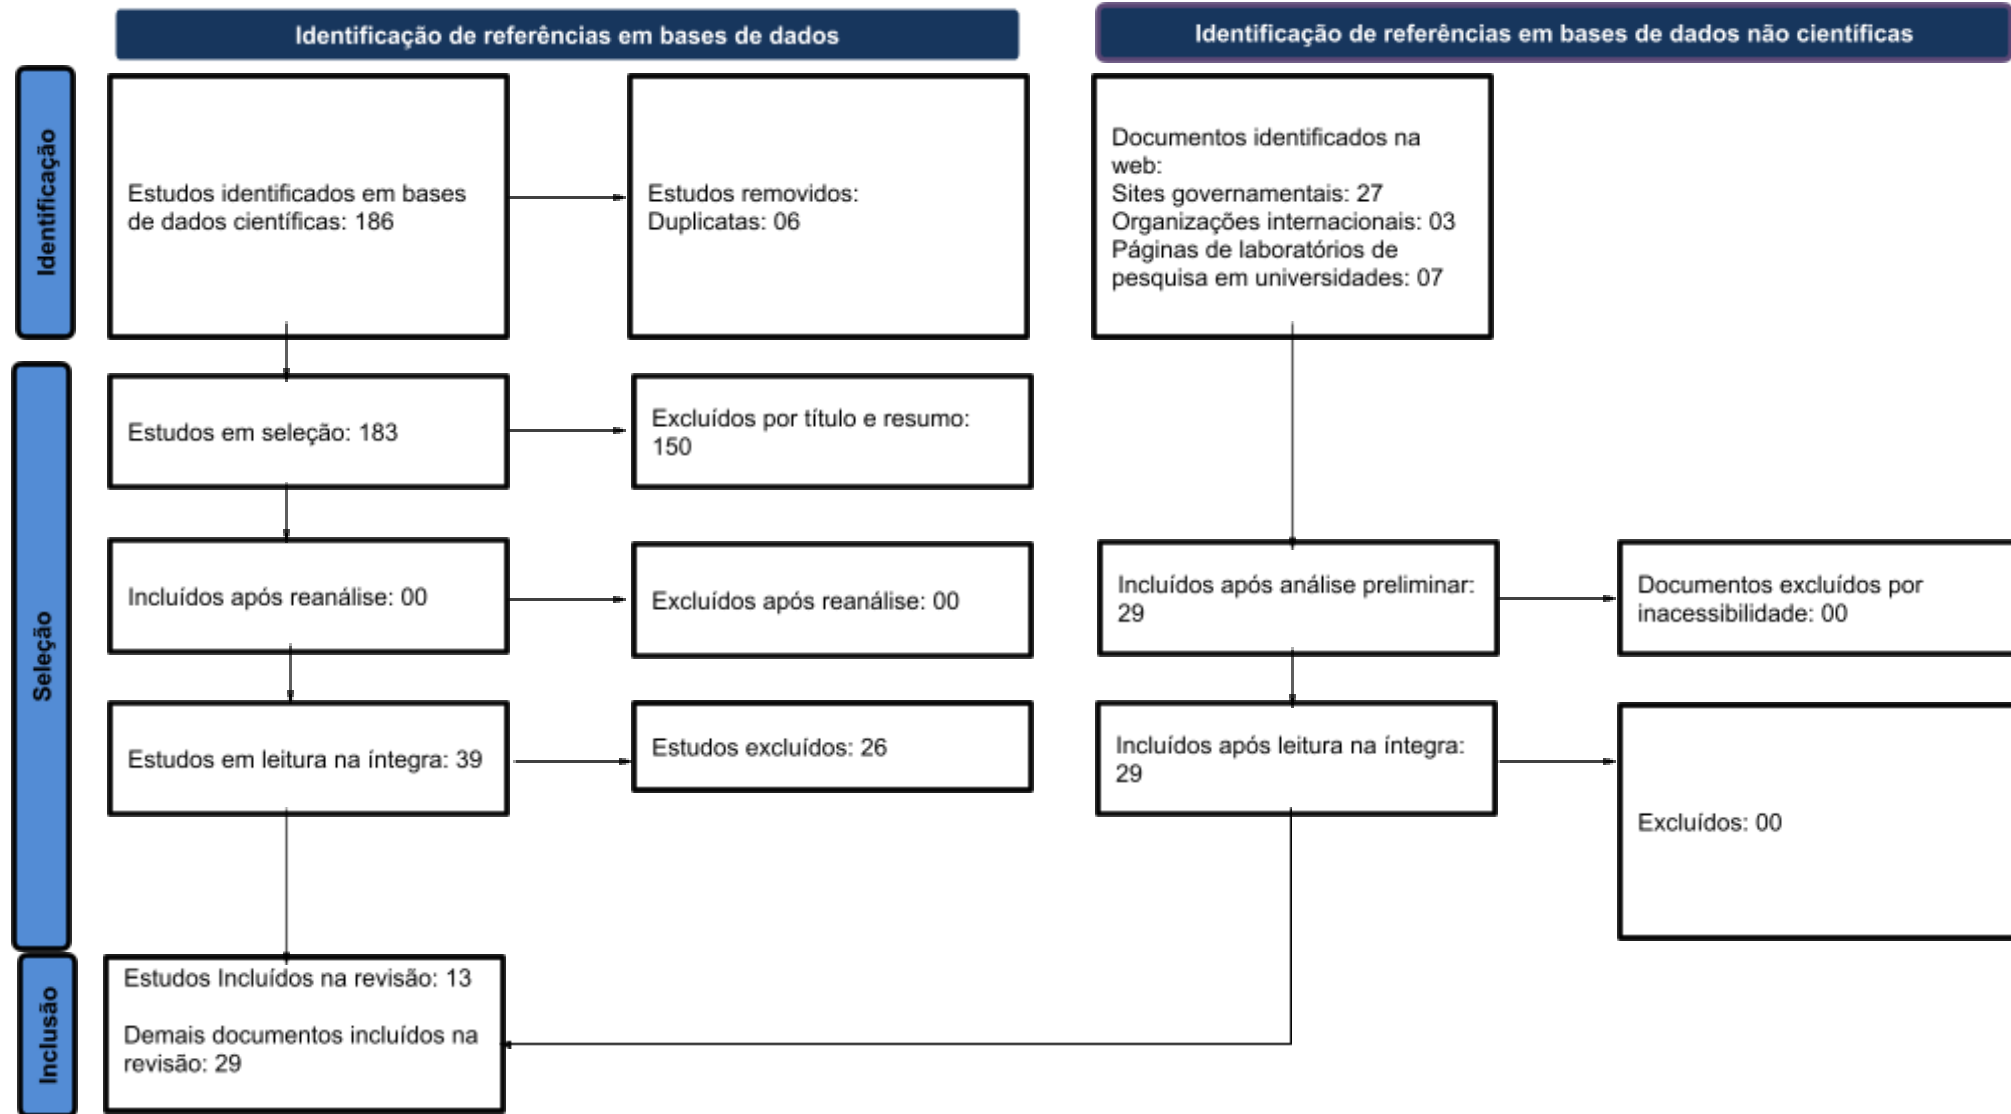 Identificação de referências em bases de dados
Identificação de referências em bases de dados não científicas
Identificação
Estudos identificados em bases
de dados científicas: 186
Estudos removidos:
Duplicatas: 06
Documentos identificados na
web:
Sites governamentais: 27
Organizações internacionais: 03
Páginas de laboratórios de
pesquisa em universidades: 07
Seleção
Estudos em seleção: 183
Excluídos por título e resumo:
150
Incluídos após reanálise: 00
Excluídos após reanálise: 00
Incluídos após análise preliminar:
29
Documentos excluídos por
inacessibilidade: 00
Estudos em leitura na íntegra: 39
Estudos excluídos: 26
Incluídos após leitura na íntegra:
29
Excluídos: 00
Inclusão
Estudos Incluídos na revisão: 13
Demais documentos incluídos na
revisão: 29